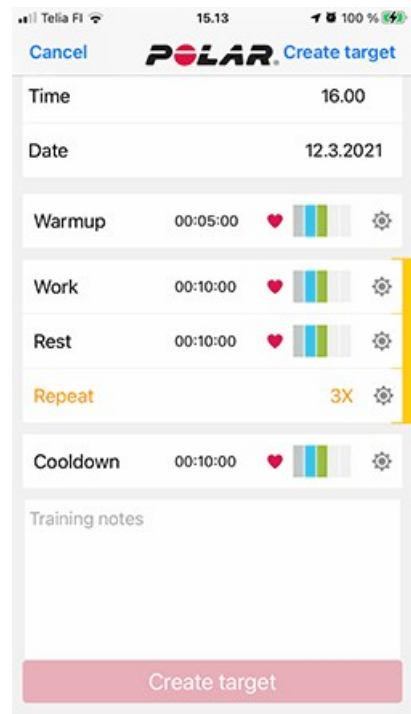 Telia FI 15.13 100 %
Cancel POLAR. Create target
Time 16.00
Date 12.3.2021
Warmup 00:05:00
Work 00:10:00
Rest 00:10:00
Repeat 3X
Cooldown 00:10:00
Training notes
Create target